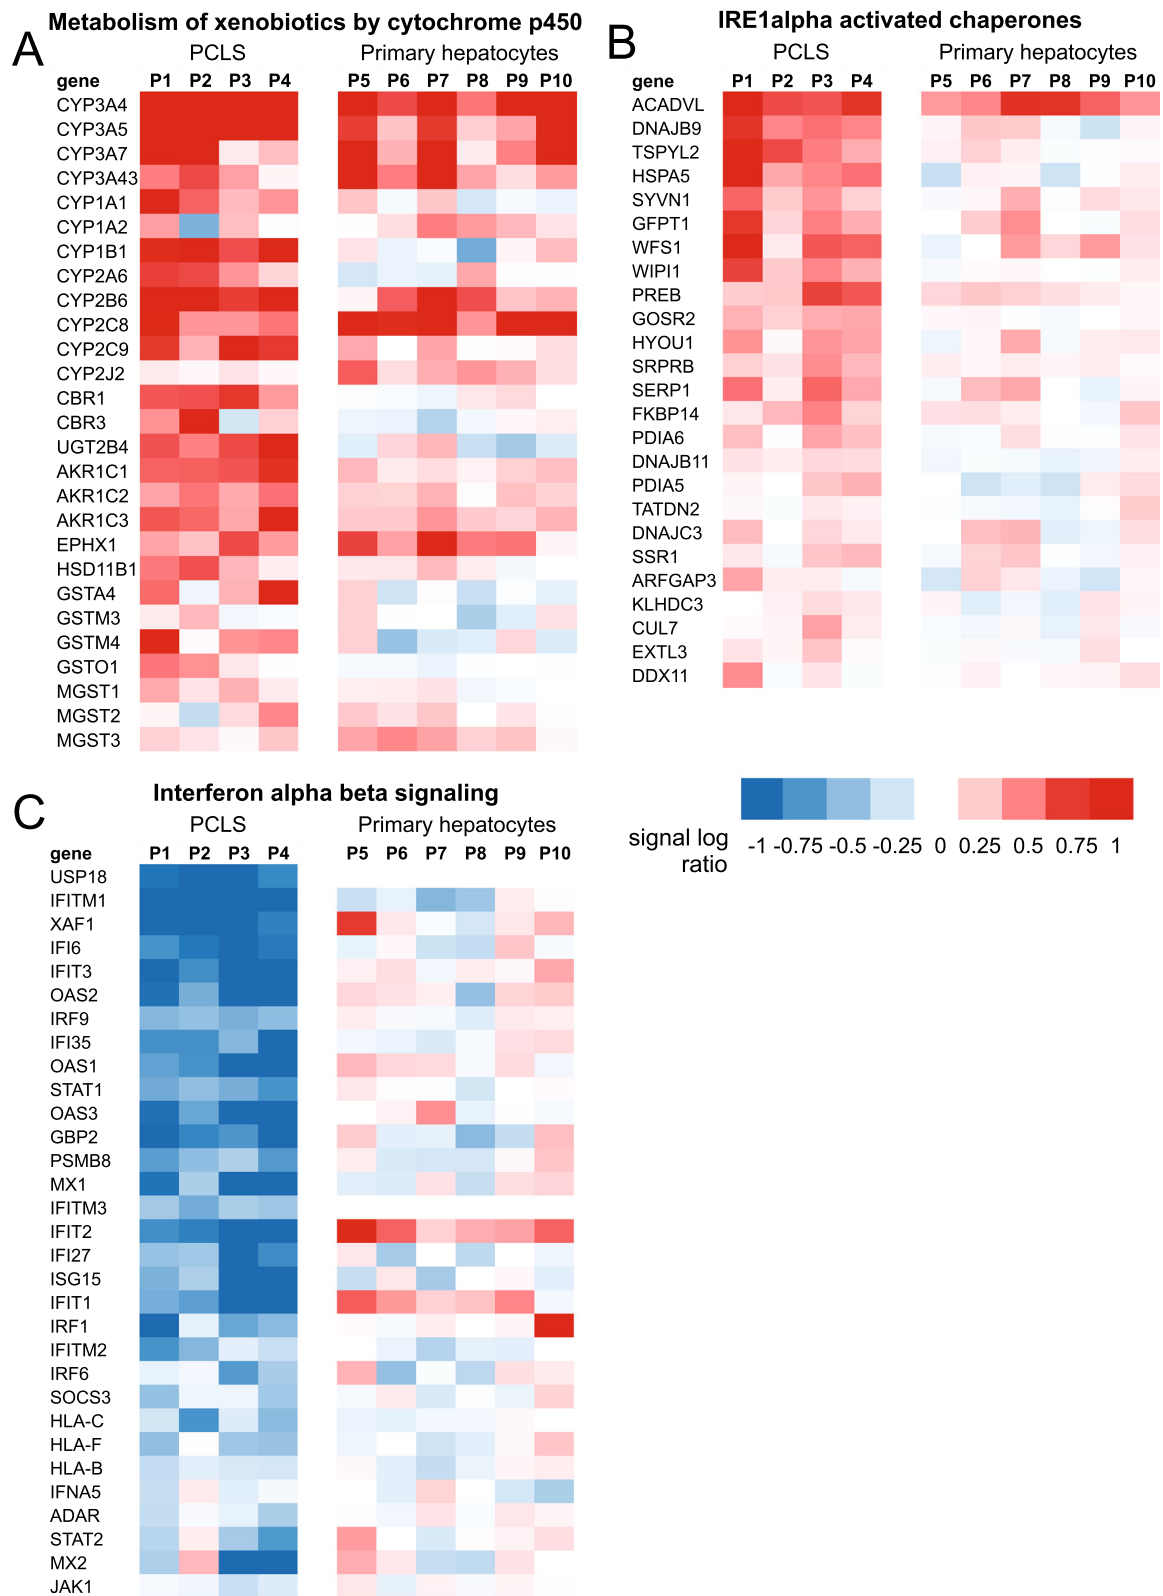 A
Metabolism of xenobiotics by cytochrome p450
PCLS Primary hepatocytes
gene P1 P2 P3 P4 P5 P6 P7 P8 P9 P10
CYP3A4
CYP3A5
CYP3A7
CYP3A43
CYP1A1
CYP1A2
CYP1B1
CYP2A6
CYP2B6
CYP2C8
CYP2C9
CYP2J2
CBR1
CBR3
UGT2B4
AKR1C1
AKR1C2
AKR1C3
EPHX1
HSD11B1
GSTA4
GSTM3
GSTM4
GSTO1
MGST1
MGST2
MGST3
B
IRE1alpha activated chaperones
PCLS Primary hepatocytes
gene P1 P2 P3 P4 P5 P6 P7 P8 P9 P10
ACADVL
DNAJB9
TSPYL2
HSPA5
SYVN1
GFPT1
WFS1
WIPI1
PREB
GOSR2
HYOU1
SRPRB
SERP1
FKBP14
PDIA6
DNAJB11
PDIA5
TATDN2
DNAJC3
SSR1
ARFGAP3
KLHDC3
CUL7
EXTL3
DDX11
signal log
ratio
-1 -0.75 -0.5 -0.25 0 0.25 0.5 0.75 1
C
Interferon alpha beta signaling
PCLS Primary hepatocytes
gene P1 P2 P3 P4 P5 P6 P7 P8 P9 P10
USP18
IFITM1
XAF1
IFI6
IFIT3
OAS2
IRF9
IFI35
OAS1
STAT1
OAS3
GBP2
PSMB8
MX1
IFITM3
IFIT2
IFI27
ISG15
IFIT1
IRF1
IFITM2
IRF6
SOCS3
HLA-C
HLA-F
HLA-B
IFNA5
ADAR
STAT2
MX2
JAK1